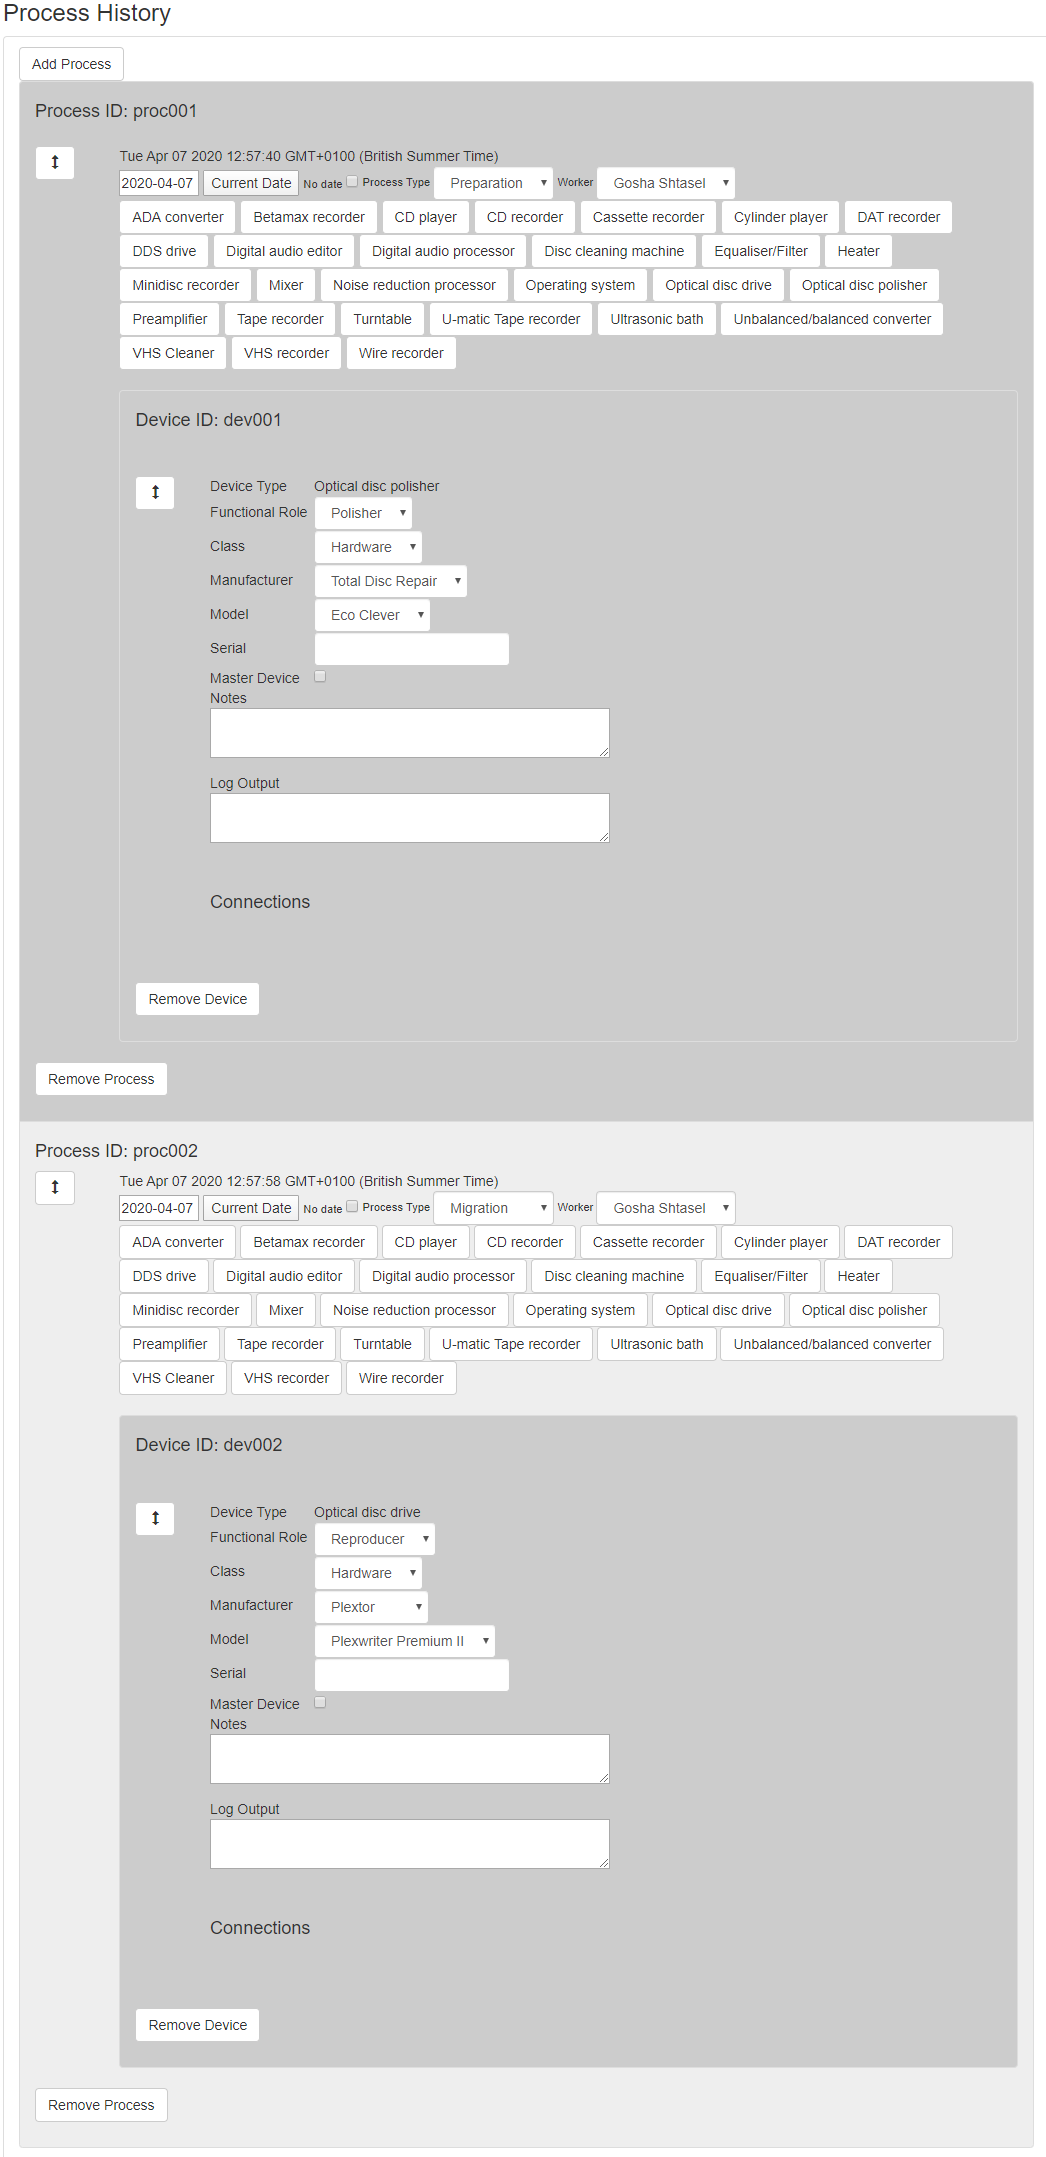 Process History
Add Process
Process ID: proc001
Tue Apr 07 2020 12:57:40 GMT+0100 (British Summer Time)
2020-04-07 Current Date No date Process Type Preparation Worker Gosha Shtasel
ADA converter Betamax recorder CD player CD recorder Cassette recorder Cylinder player DAT recorder
DDS drive Digital audio editor Digital audio processor Disc cleaning machine Equaliser/Filter Heater
Minidisc recorder Mixer Noise reduction processor Operating system Optical disc drive Optical disc polisher
Preamplifier Tape recorder Turntable U-matic Tape recorder Ultrasonic bath Unbalanced/balanced converter
VHS Cleaner VHS recorder Wire recorder
Device ID: dev001
Device Type Optical disc polisher
Functional Role Polisher
Class Hardware
Manufacturer Total Disc Repair
Model Eco Clever
Serial
Master Device
Notes
Log Output
Connections
Remove Device
Remove Process
Process ID: proc002
Tue Apr 07 2020 12:57:58 GMT+0100 (British Summer Time)
2020-04-07 Current Date No date Process Type Migration Worker Gosha Shtasel
ADA converter Betamax recorder CD player CD recorder Cassette recorder Cylinder player DAT recorder
DDS drive Digital audio editor Digital audio processor Disc cleaning machine Equaliser/Filter Heater
Minidisc recorder Mixer Noise reduction processor Operating system Optical disc drive Optical disc polisher
Preamplifier Tape recorder Turntable U-matic Tape recorder Ultrasonic bath Unbalanced/balanced converter
VHS Cleaner VHS recorder Wire recorder
Device ID: dev002
Device Type Optical disc drive
Functional Role Reproducer
Class Hardware
Manufacturer Plextor
Model Plexwriter Premium II
Serial
Master Device
Notes
Log Output
Connections
Remove Device
Remove Process